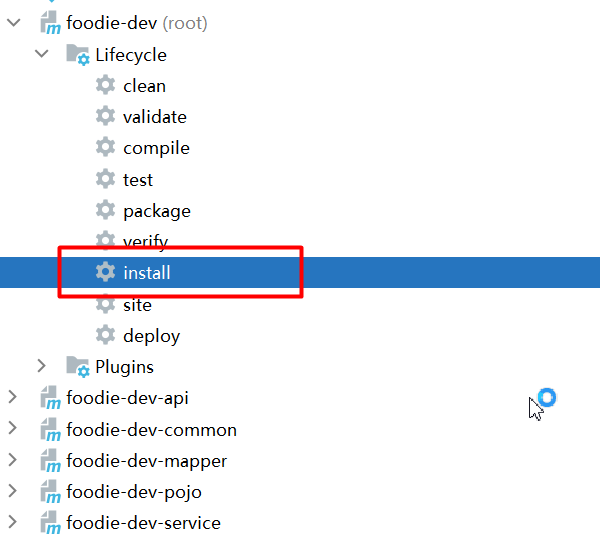 foodie-dev (root)
Lifecycle
clean
validate
compile
test
package
verify
install
site
deploy
Plugins
foodie-dev-api
foodie-dev-common
foodie-dev-mapper
foodie-dev-pojo
foodie-dev-service